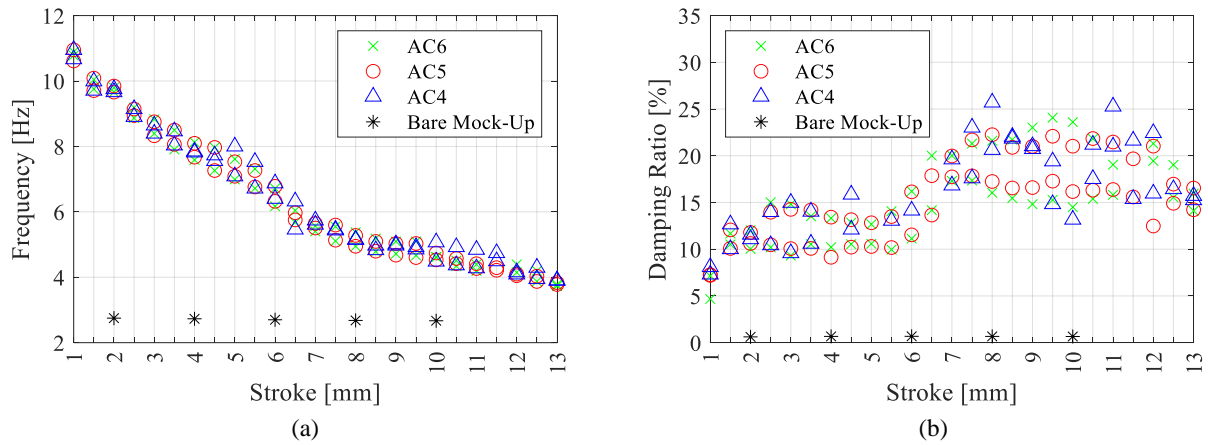 12
10
8
6
4
2
Frequency [Hz]
AC6
AC5
AC4
Bare Mock-Up
1 2 3 4 5 6 7 8 9 10 11 12 13
Stroke [mm]
(a)
35
30
25
20
15
10
5
0
Damping Ratio [%]
AC6
AC5
AC4
Bare Mock-Up
1 2 3 4 5 6 7 8 9 10 11 12 13
Stroke [mm]
(b)